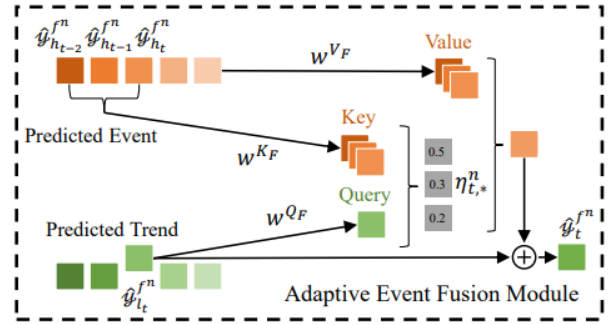 ŷ^{f^n}_{h_{t-2}} ŷ^{f^n}_{h_{t-1}} ŷ^{f^n}_{h_t}
w^{V_F}
Value
Predicted Event
w^{K_F}
Key
0.5
0.3
0.2
η^n_{t,*}
Query
w^{Q_F}
Predicted Trend
ŷ^{f^n}_{l_t}
ŷ^{f^n}_t
Adaptive Event Fusion Module